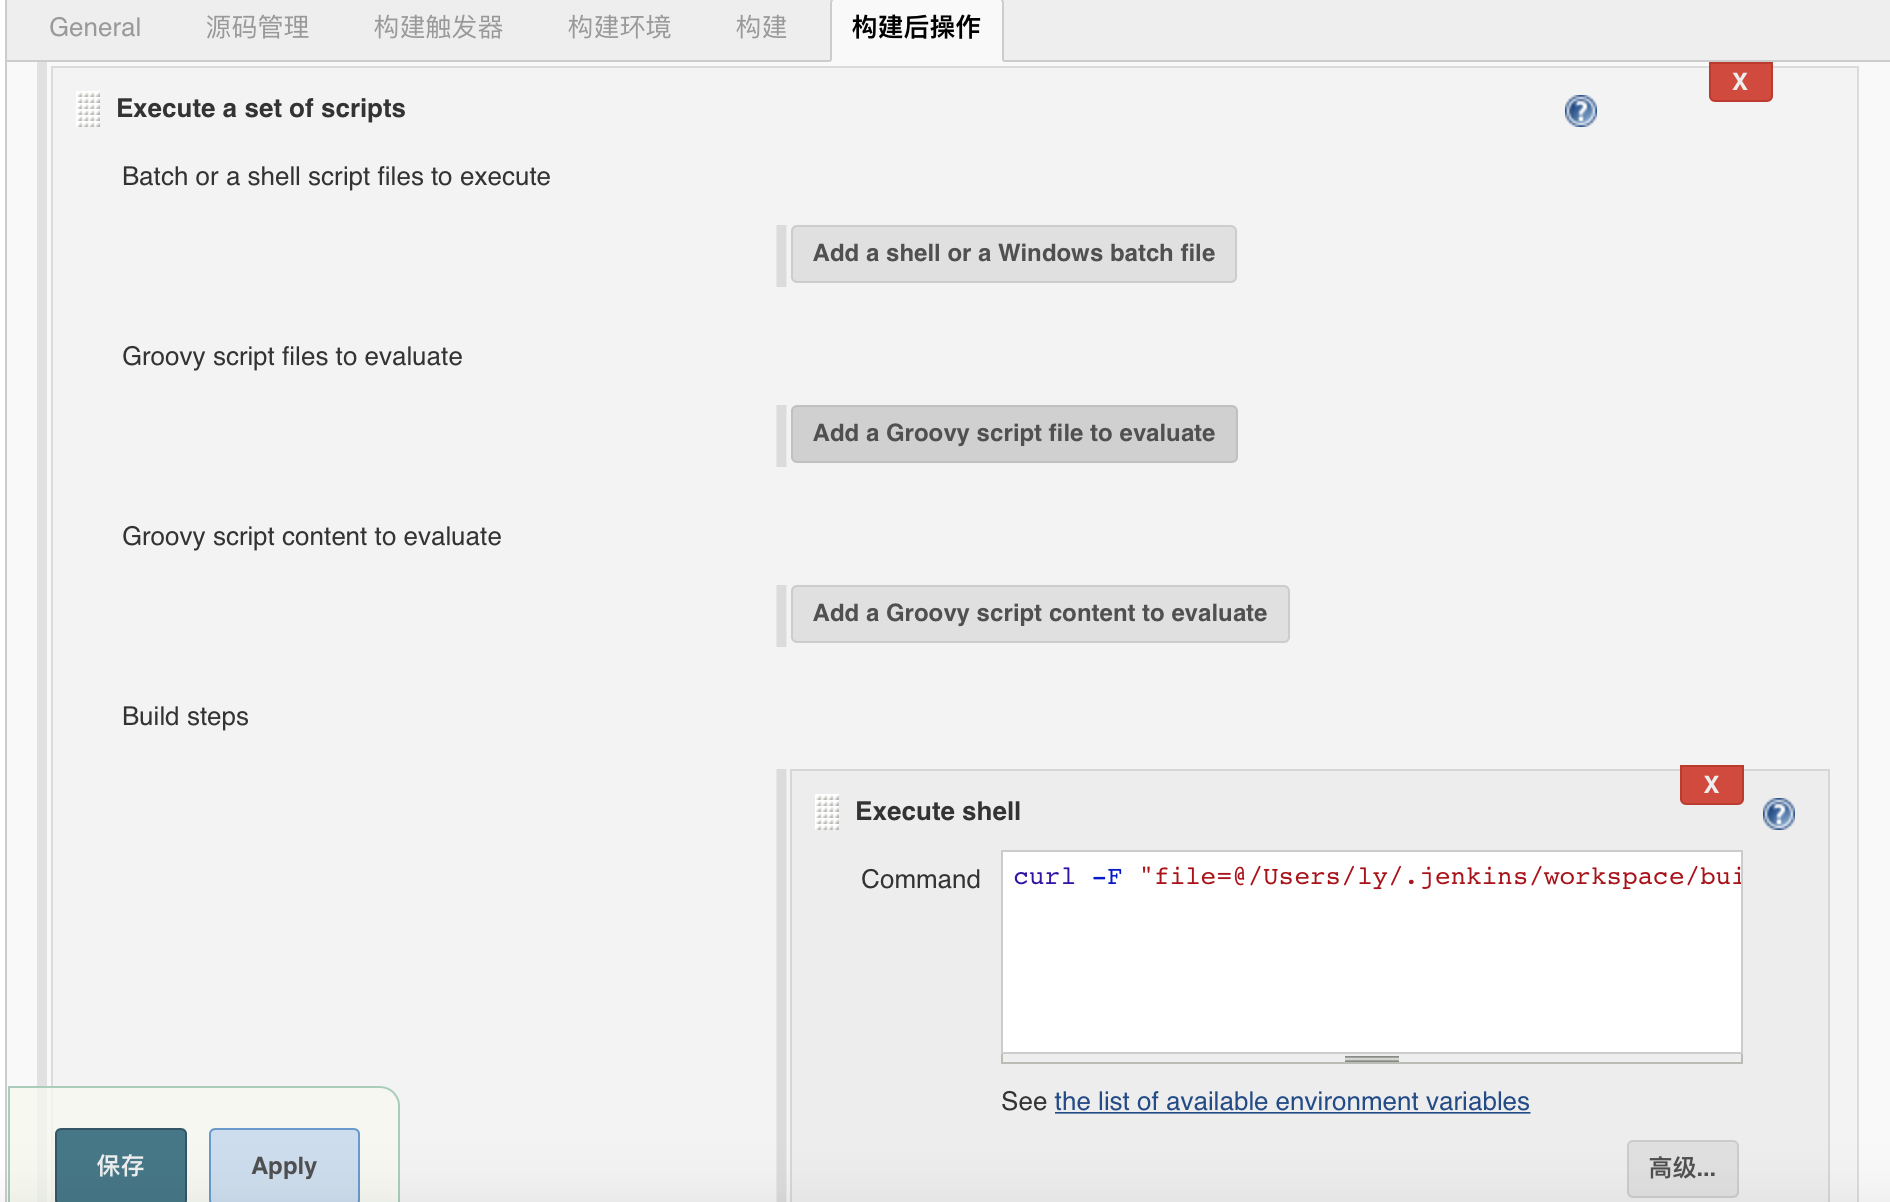 General 源码管理 构建触发器 构建环境 构建 构建后操作
X
Execute a set of scripts
Batch or a shell script files to execute
Add a shell or a Windows batch file
Groovy script files to evaluate
Add a Groovy script file to evaluate
Groovy script content to evaluate
Add a Groovy script content to evaluate
Build steps
X
Execute shell
Command
curl -F "file=@/Users/ly/.jenkins/workspace/bui
See the list of available environment variables
高级...
保存 Apply